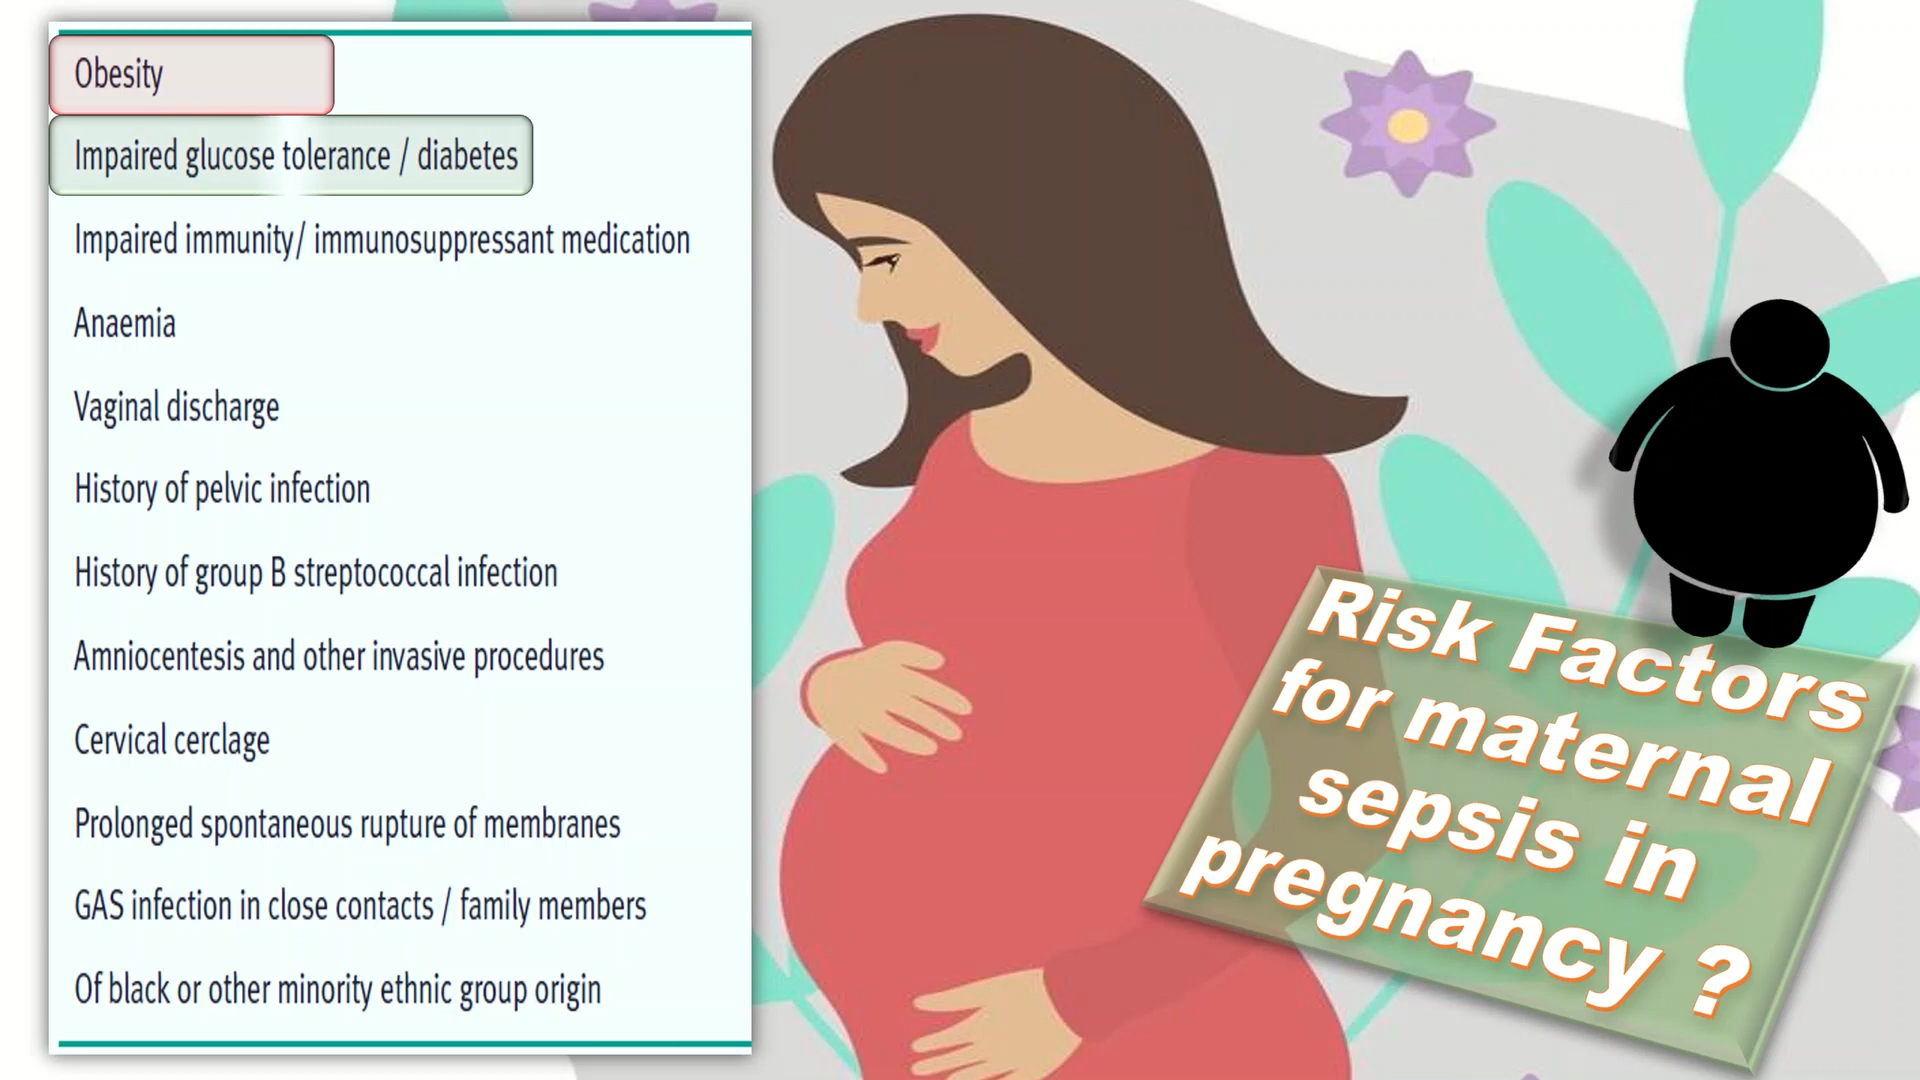 Obesity
Impaired glucose tolerance / diabetes
Impaired immunity/ immunosuppressant medication
Anaemia
Vaginal discharge
History of pelvic infection
History of group B streptococcal infection
Amniocentesis and other invasive procedures
Cervical cerclage
Prolonged spontaneous rupture of membranes
GAS infection in close contacts / family members
Of black or other minority ethnic group origin
Risk Factors
for maternal
sepsis in
pregnancy ?